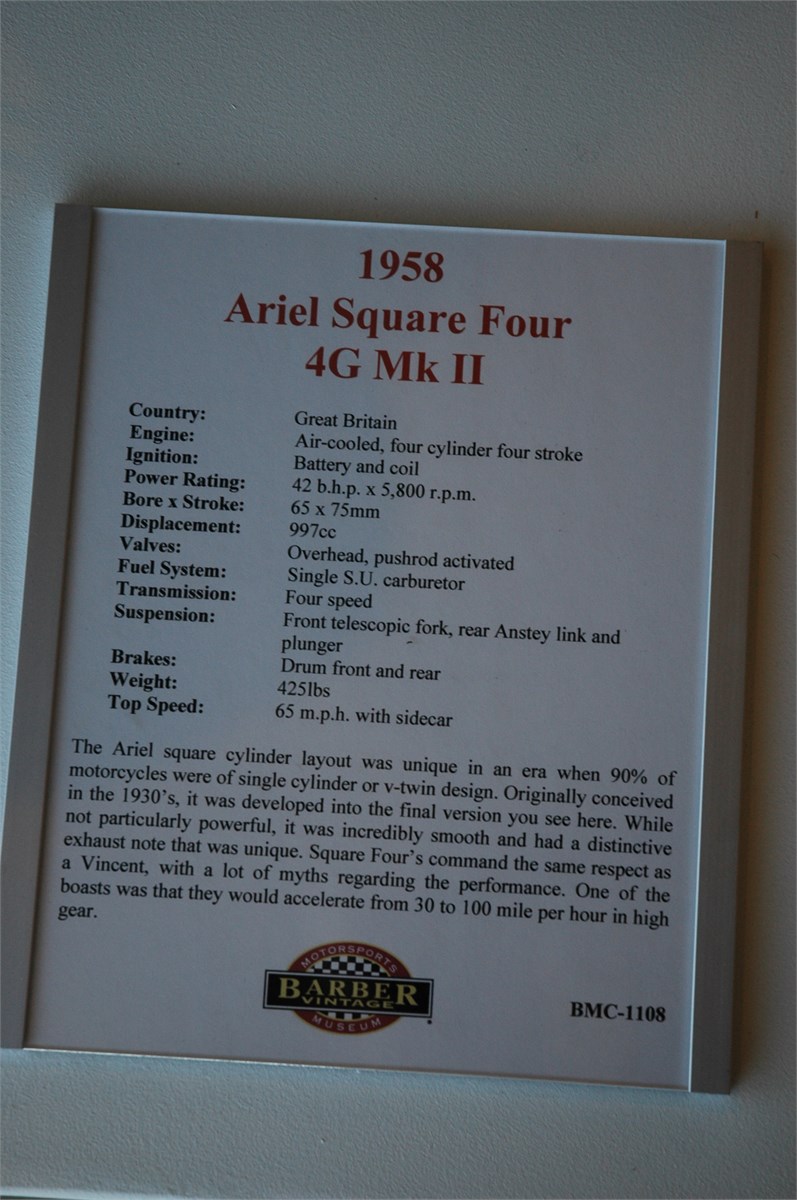 1958
Ariel Square Four
4G Mk II
Country: Great Britain
Engine: Air-cooled, four cylinder four stroke
Ignition: Battery and coil
Power Rating: 42 b.h.p. x 5,800 r.p.m.
Bore x Stroke: 65 x 75mm
Displacement: 997cc
Valves: Overhead, pushrod activated
Fuel System: Single S.U. carburetor
Transmission: Four speed
Suspension: Front telescopic fork, rear Anstey link and
plunger
Brakes: Drum front and rear
Weight: 425lbs
Top Speed: 65 m.p.h. with sidecar
The Ariel square cylinder layout was unique in an era when 90% of
motorcycles were of single cylinder or v-twin design. Originally conceived
in the 1930's, it was developed into the final version you see here. While
not particularly powerful, it was incredibly smooth and had a distinctive
exhaust note that was unique. Square Four's command the same respect as
a Vincent, with a lot of myths regarding the performance. One of the
boasts was that they would accelerate from 30 to 100 mile per hour in high
gear.
MOTORSPORTS
BARBER
VINTAGE
MUSEUM
BMC-1108